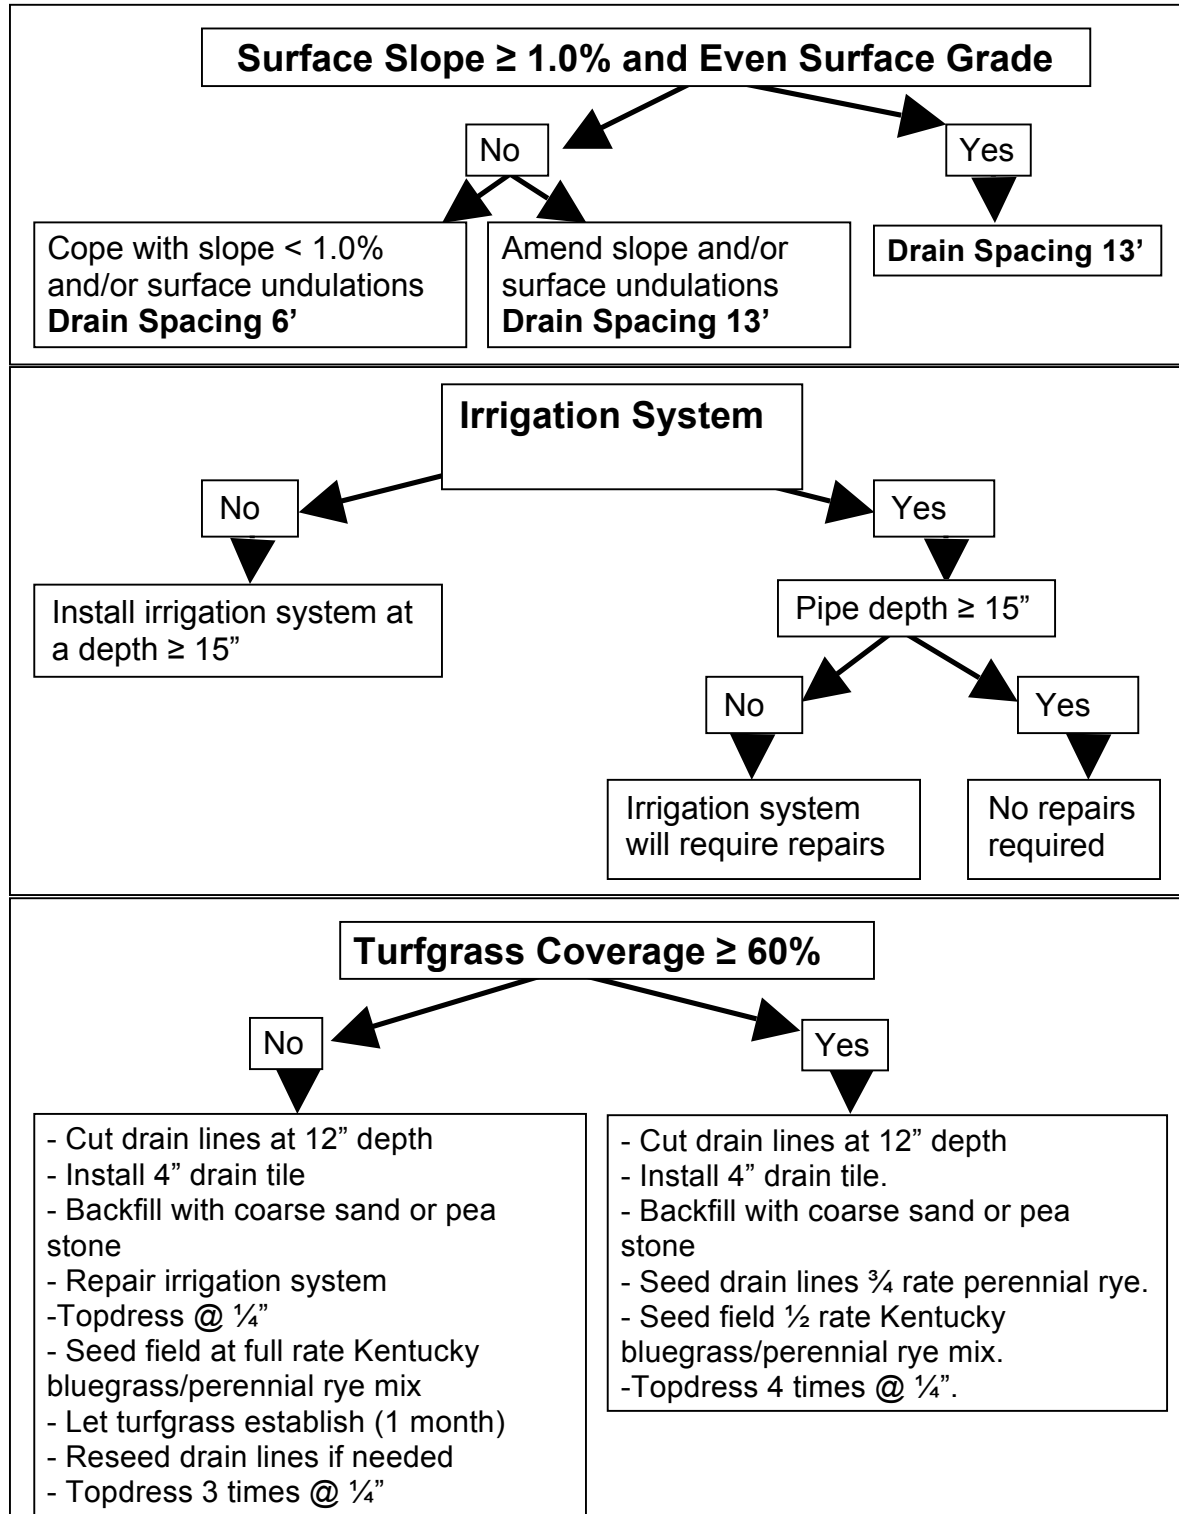 Surface Slope ≥ 1.0% and Even Surface Grade
No
Yes
Cope with slope < 1.0%
and/or surface undulations
Drain Spacing 6’
Amend slope and/or
surface undulations
Drain Spacing 13’
Drain Spacing 13’
Irrigation System
No
Yes
Install irrigation system at
a depth ≥ 15”
Pipe depth ≥ 15”
No
Yes
Irrigation system
will require repairs
No repairs
required
Turfgrass Coverage ≥ 60%
No
Yes
- Cut drain lines at 12” depth
- Install 4” drain tile
- Backfill with coarse sand or pea
stone
- Repair irrigation system
-Topdress @ ¼”
- Seed field at full rate Kentucky
bluegrass/perennial rye mix
- Let turfgrass establish (1 month)
- Reseed drain lines if needed
- Topdress 3 times @ ¼”
- Cut drain lines at 12” depth
- Install 4” drain tile.
- Backfill with coarse sand or pea
stone
- Seed drain lines ¾ rate perennial rye.
- Seed field ½ rate Kentucky
bluegrass/perennial rye mix.
-Topdress 4 times @ ¼”.